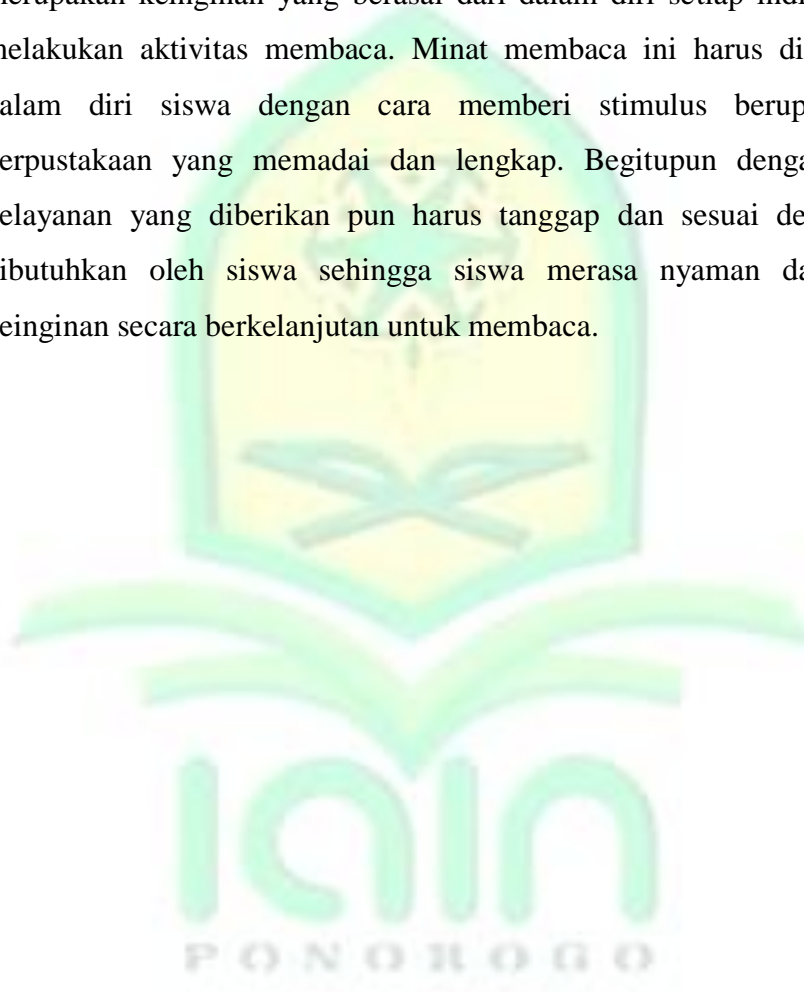 merupakan keinginan yang berasal dari dalam diri setiap indi
melakukan aktivitas membaca. Minat membaca ini harus di
alam diri siswa dengan cara memberi stimulus berup
erpustakaan yang memadai dan lengkap. Begitupun denga
elayanan yang diberikan pun harus tanggap dan sesuai de
ibutuhkan oleh siswa sehingga siswa merasa nyaman da
einginan secara berkelanjutan untuk membaca.
iain
PONOROGO